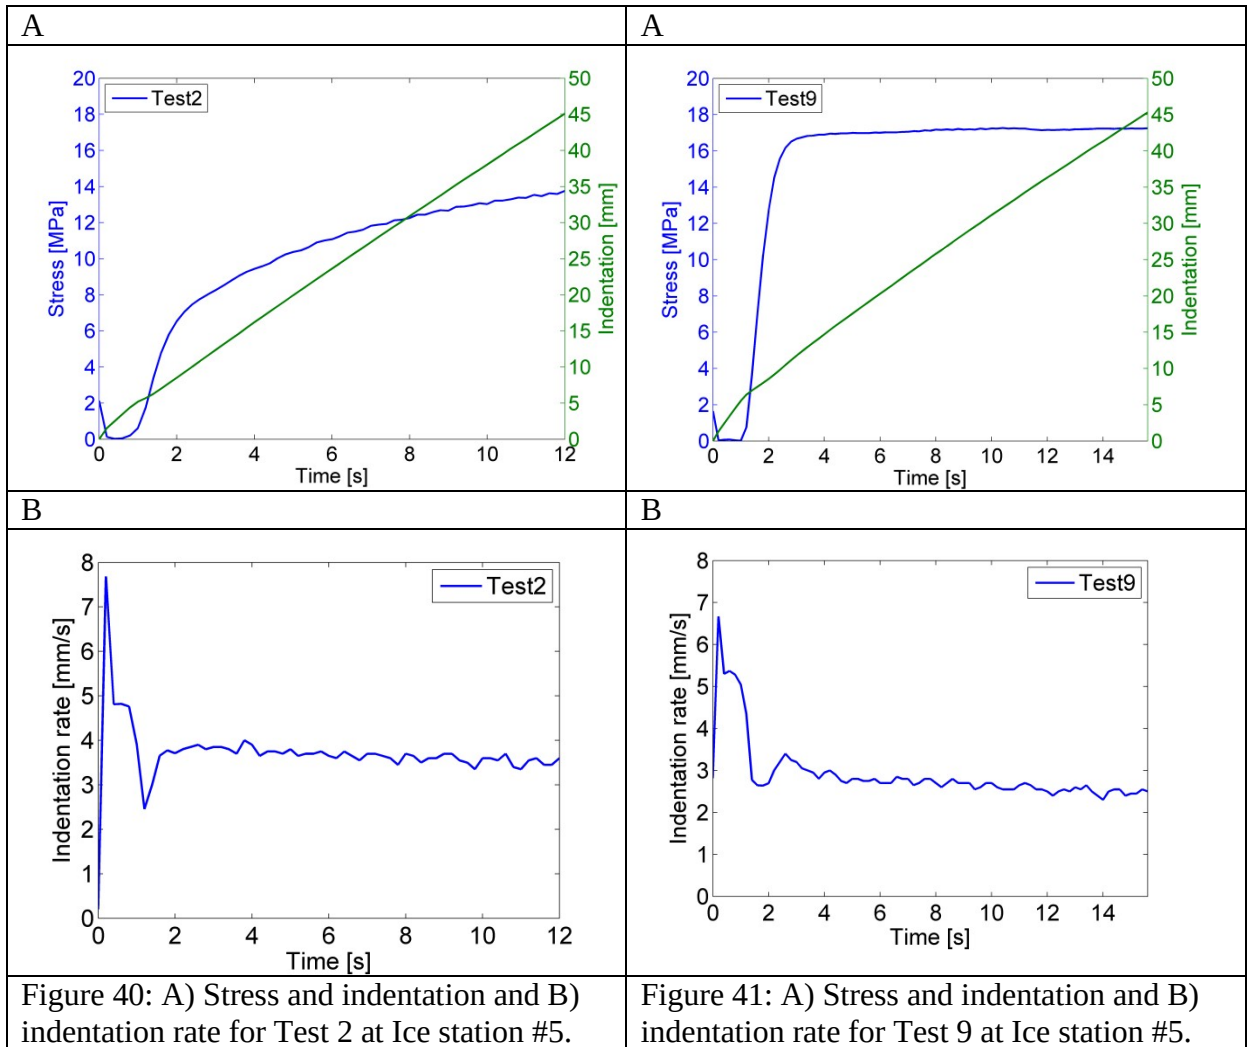 A
A
Test2
20
18
16
14
12
10
8
6
4
2
0
Stress [MPa]
50
45
40
35
30
25
20
15
10
5
0
Indentation [mm]
0 2 4 6 8 10 12
Time [s]
Test9
20
18
16
14
12
10
8
6
4
2
0
Stress [MPa]
50
45
40
35
30
25
20
15
10
5
0
Indentation [mm]
0 2 4 6 8 10 12 14
Time [s]
B
B
Test2
8
7
6
5
4
3
2
1
0
Indentation rate [mm/s]
0 2 4 6 8 10 12
Time [s]
Test9
8
7
6
5
4
3
2
1
0
Indentation rate [mm/s]
0 2 4 6 8 10 12 14
Time [s]
Figure 40: A) Stress and indentation and B)
indentation rate for Test 2 at Ice station #5.
Figure 41: A) Stress and indentation and B)
indentation rate for Test 9 at Ice station #5.